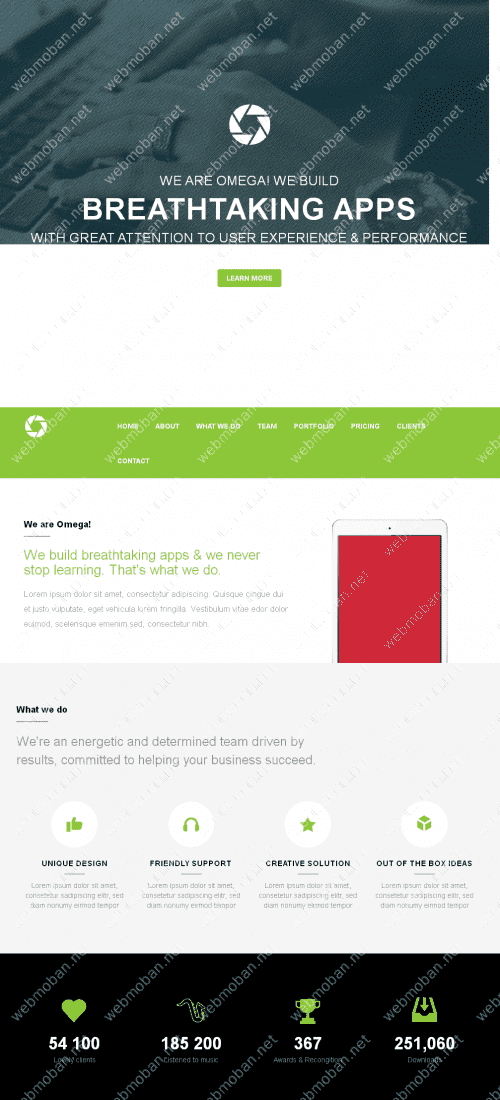 WE ARE OMEGA! WE BUILD
BREATHTAKING APPS
WITH GREAT ATTENTION TO USER EXPERIENCE & PERFORMANCE
LEARN MORE
HOME ABOUT WHAT WE DO TEAM PORTFOLIO PRICING CLIENTS
CONTACT
We are Omega!
We build breathtaking apps & we never
stop learning. That's what we do.
Lorem ipsum dolor sit amet, consectetur adipiscing. Quisque cingue dui
et justo vulputate, eget vehicula lorem fringilla. Vestibulum vitae edor dolor
euimod, scelerisque emeram sed, consectetur nibh.
What we do
We're an energetic and determined team driven by
results, committed to helping your business succeed.
UNIQUE DESIGN FRIENDLY SUPPORT CREATIVE SOLUTION OUT OF THE BOX IDEAS
Lorem ipsum dolor sit amet, Lorem ipsum dolor sit amet, Lorem ipsum dolor sit amet, Lorem ipsum dolor sit amet,
consetetur sadipiscing elitr, sed consetetur sadipiscing elitr, sed consetetur sadipiscing elitr, sed consetetur sadipiscing elitr, sed
diam nonumy eirmod tempor diam nonumy eirmod tempor diam nonumy eirmod tempor diam nonumy eirmod tempor
54 100 185 200 367 251,060
Lovely clients Listened to music Awards & Recongition Downloads
webmoban.net